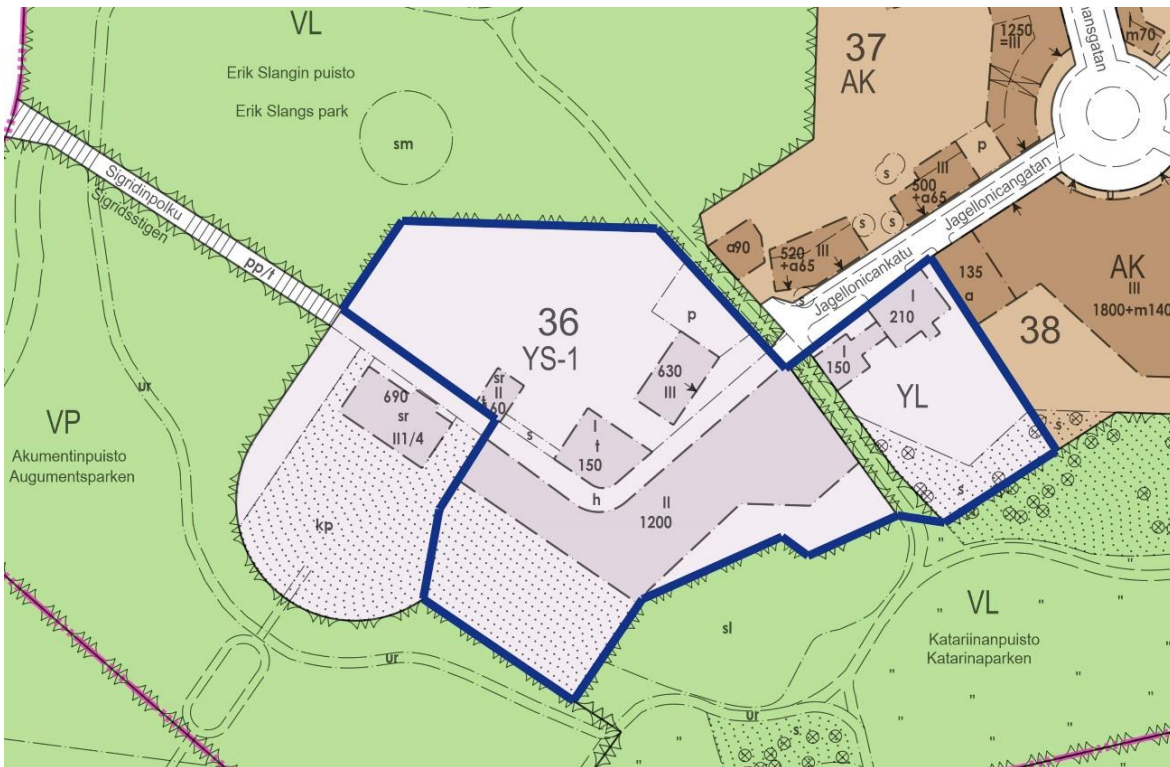 VL
Erik Slangin puisto
Erik Slangs park
sm
Sigridinpolku
Sigridsstigen
pp/t
37
AK
1250
=III
m70
p
s
III
500
+a65
s
s
a90
520
III
+a65
s
Jagellonicankatu
Jagellonicangatan
135
a
AK
III
1800+m140
38
36
YS-1
p
630
III
sr
II
s
I
t
150
h
II
1200
690
sr
II1/4
kp
I
210
I
150
YL
s
s
ur
VP
Akumentinpuisto
Augumentsparken
ur
sl
ur
VL
Katariinanpuisto
Katarinaparken
s